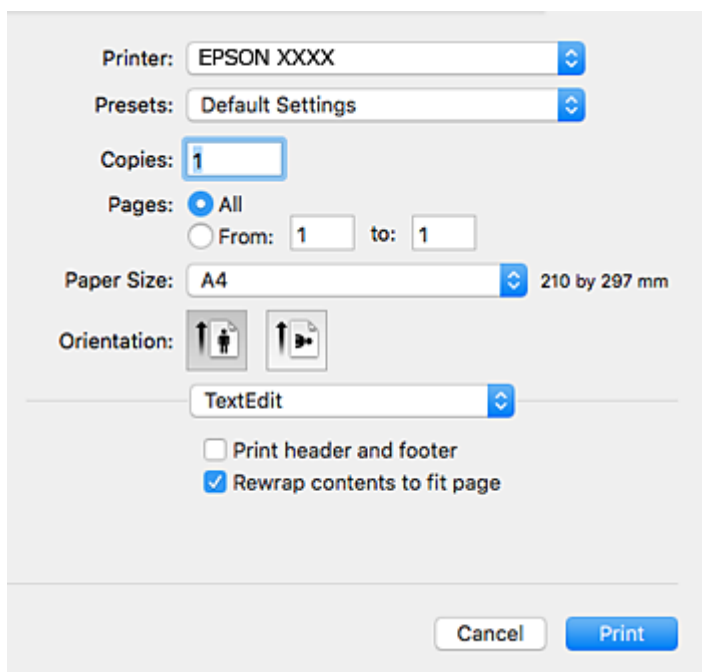 Printer: EPSON XXXX
Presets: Default Settings
Copies: 1
Pages: All
From: 1 to: 1
Paper Size: A4 210 by 297 mm
Orientation:
TextEdit
Print header and footer
Rewrap contents to fit page
Cancel Print